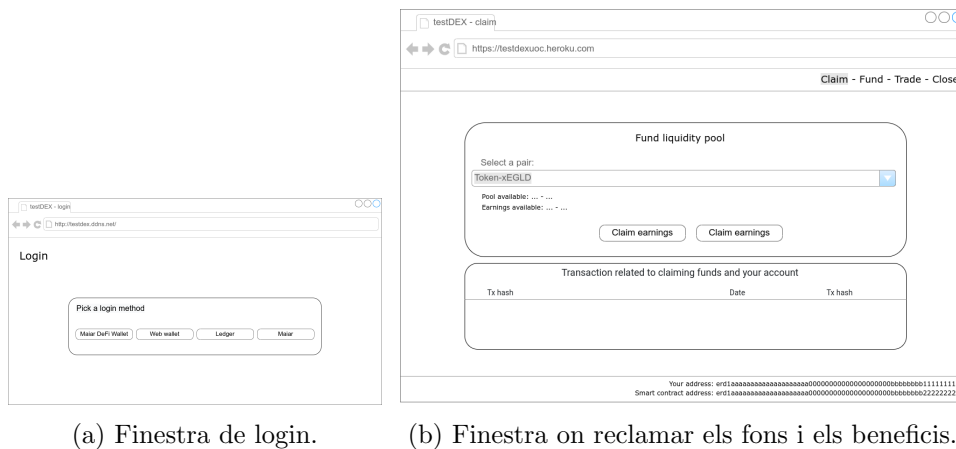 testDEX - login
http://testdex.ddns.net/
Login
Pick a login method
Maiar DeFi Wallet
Web wallet
Ledger
Maiar
(a) Finestra de login.
testDEX - claim
https://testdexuoc.heroku.com
Claim - Fund - Trade - Close
Fund liquidity pool
Select a pair:
Token-xEGLD
Pool available: ... - ...
Earnings available: ... - ...
Claim earnings
Claim earnings
Transaction related to claiming funds and your account
Tx hash Date Tx hash
Your address:
Smart contract address:
(b) Finestra on reclamar els fons i els beneficis.